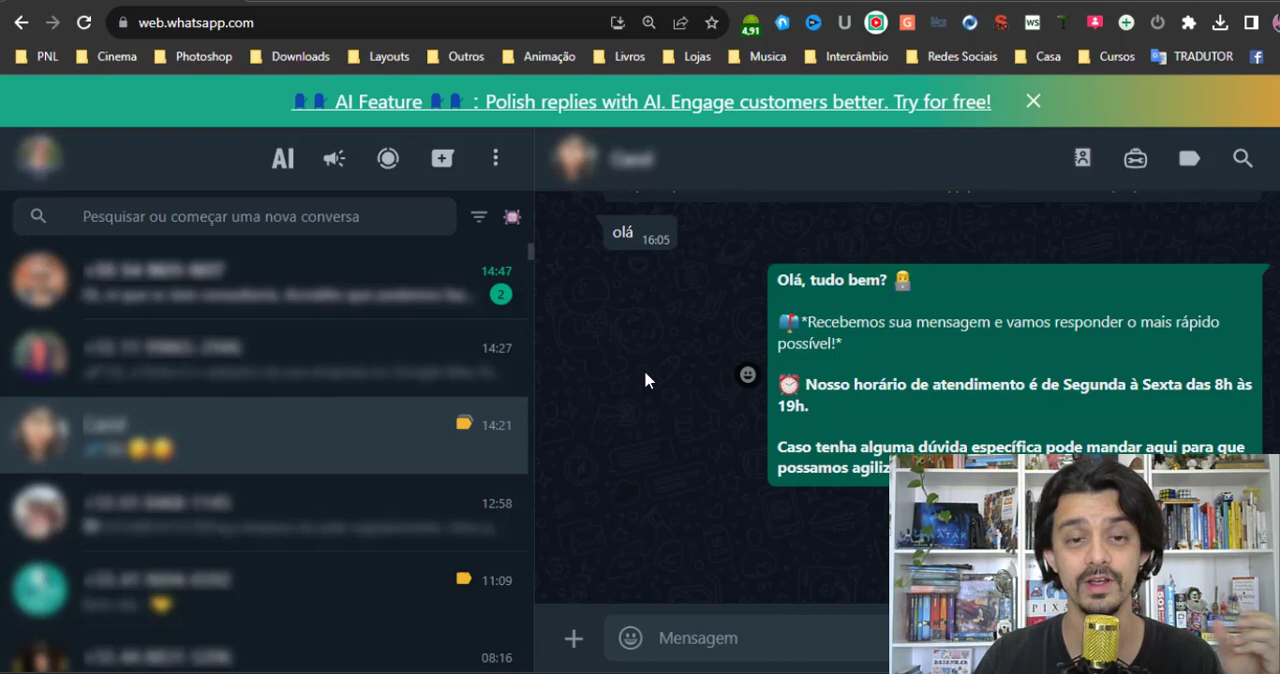 web.whatsapp.com
4,91
U
G
S
WS
PNL
Cinema
Photoshop
Downloads
Layouts
Outros
Animação
Livros
Lojas
Musica
Intercâmbio
Redes Sociais
Casa
Cursos
TRADUTOR
AI Feature : Polish replies with AI. Engage customers better. Try for free!
AI
Pesquisar ou começar uma nova conversa
14:47
2
14:27
14:21
12:58
11:09
08:16
olá 16:05
Olá, tudo bem?
*Recebemos sua mensagem e vamos responder o mais rápido
possível!*
Nosso horário de atendimento é de Segunda à Sexta das 8h às
19h.
Caso tenha alguma dúvida específica pode mandar aqui para que
possamos agiliz
Mensagem